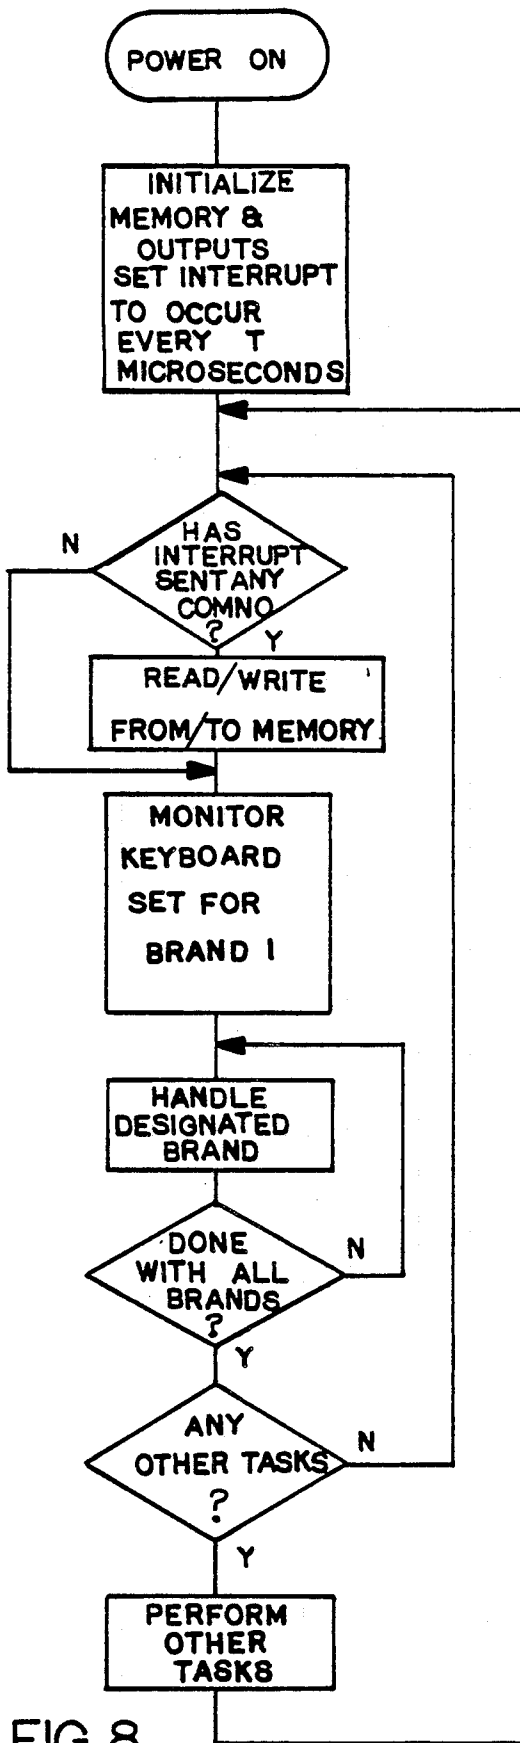 POWER ON
INITIALIZE
MEMORY &
OUTPUTS
SET INTERRUPT
TO OCCUR
EVERY T
MICROSECONDS
N
HAS
INTERRUPT
SENT ANY
COMNO
?
Y
READ/WRITE
FROM/TO MEMORY
MONITOR
KEYBOARD
SET FOR
BRAND 1
HANDLE
DESIGNATED
BRAND
DONE
WITH ALL
BRANDS
?
N
Y
ANY
OTHER TASKS
?
N
Y
PERFORM
OTHER
TASKS
FIG. 8